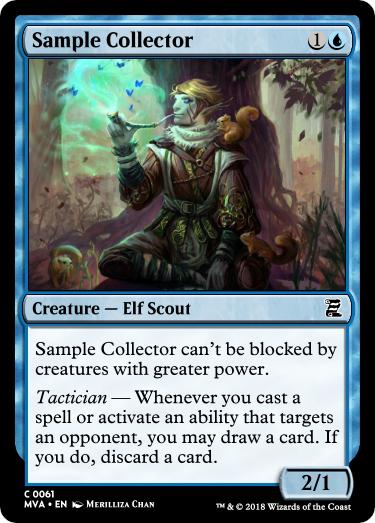 Sample Collector 1
Creature — Elf Scout
Sample Collector can't be blocked by
creatures with greater power.
Tactician — Whenever you cast a
spell or activate an ability that targets
an opponent, you may draw a card. If
you do, discard a card.
2/1
C 0061
MVA • EN Merilliza Chan
™ & © 2018 Wizards of the Coast